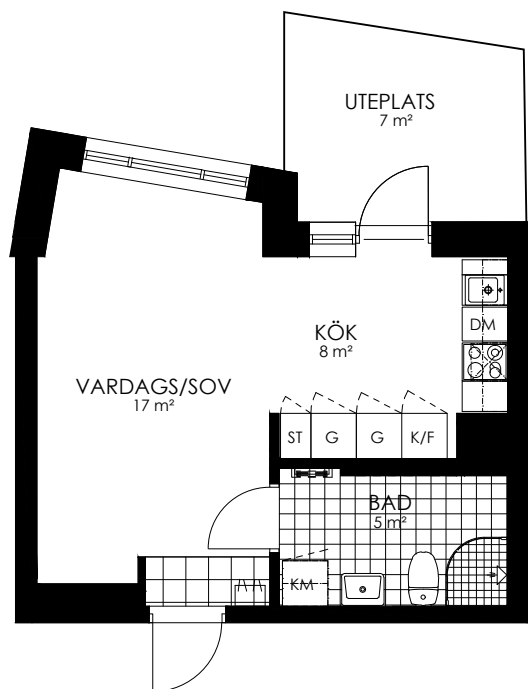 UTEPLATS
7 m²
KÖK
8 m²
DM
VARDAGS/SOV
17 m²
ST G G K/F
BAD
5 m²
KM